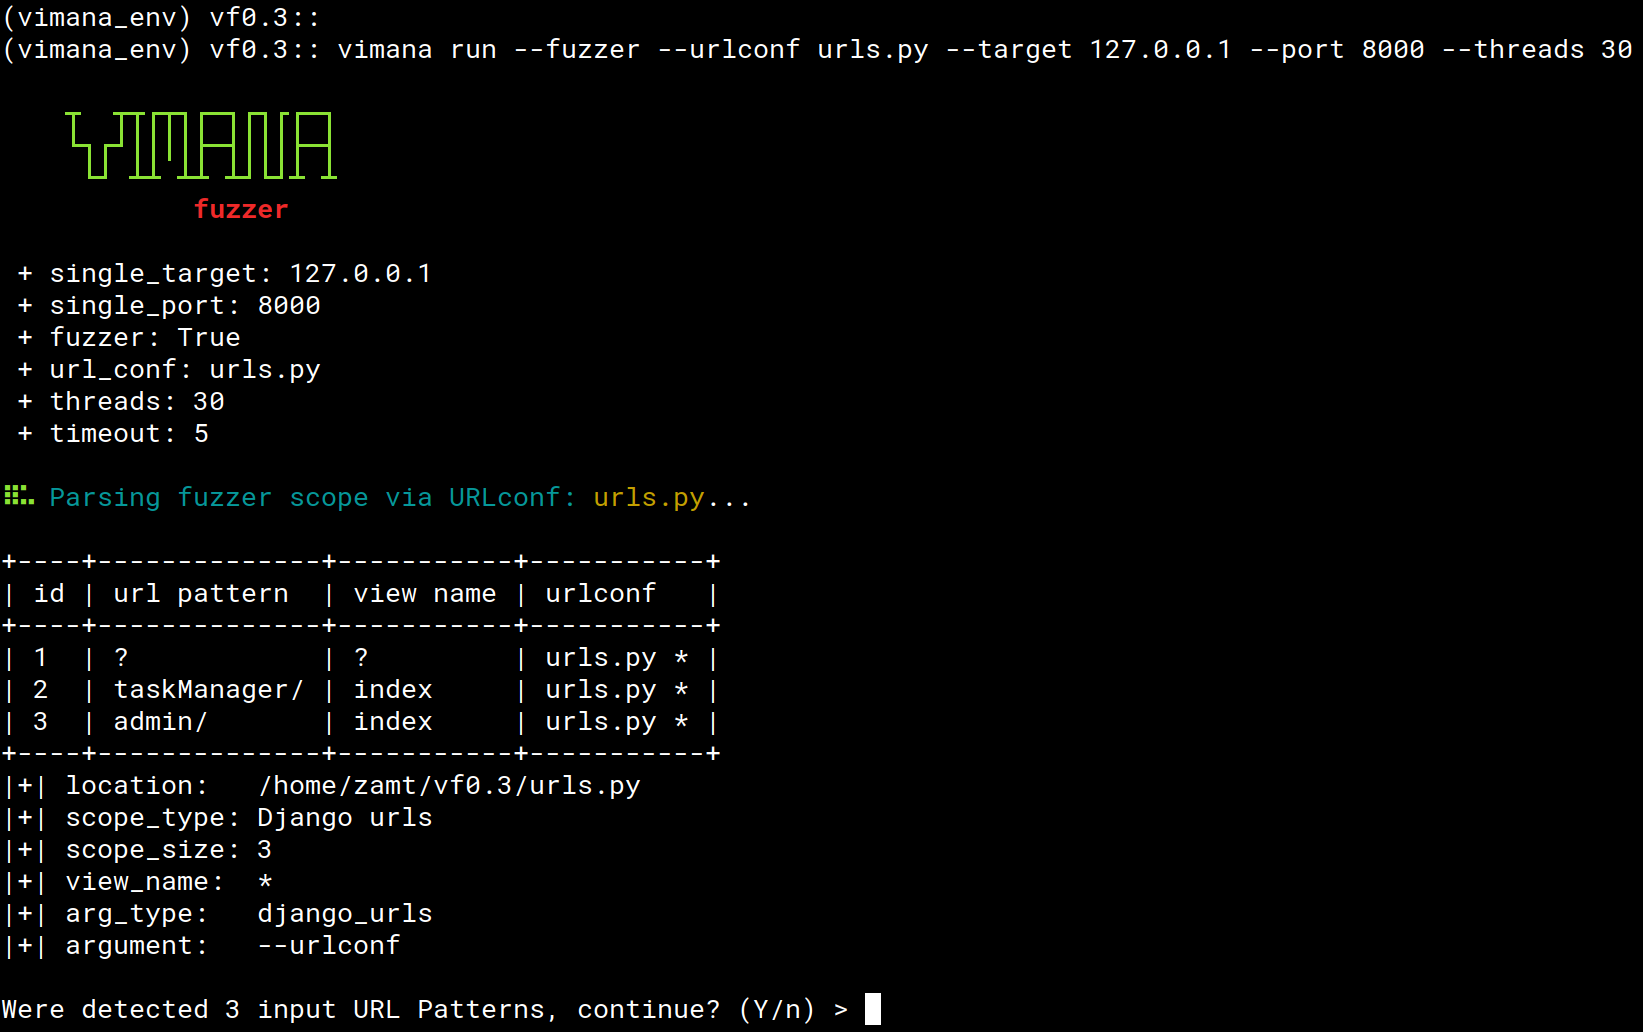 (vimana_env) vf0.3::
(vimana_env) vf0.3:: vimana run --fuzzer --urlconf urls.py --target 127.0.0.1 --port 8000 --threads 30
VIMANA
fuzzer
+ single_target: 127.0.0.1
+ single_port: 8000
+ fuzzer: True
+ url_conf: urls.py
+ threads: 30
+ timeout: 5
Parsing fuzzer scope via URLconf: urls.py...
+----+--------------+-----------+-----------+
| id | url pattern  | view name | urlconf   |
+----+--------------+-----------+-----------+
| 1  | ?            | ?         | urls.py * |
| 2  | taskManager/ | index     | urls.py * |
| 3  | admin/       | index     | urls.py * |
+----+--------------+-----------+-----------+
|+| location:   /home/zamt/vf0.3/urls.py
|+| scope_type: Django urls
|+| scope_size: 3
|+| view_name:  *
|+| arg_type:   django_urls
|+| argument:   --urlconf
Were detected 3 input URL Patterns, continue? (Y/n) >